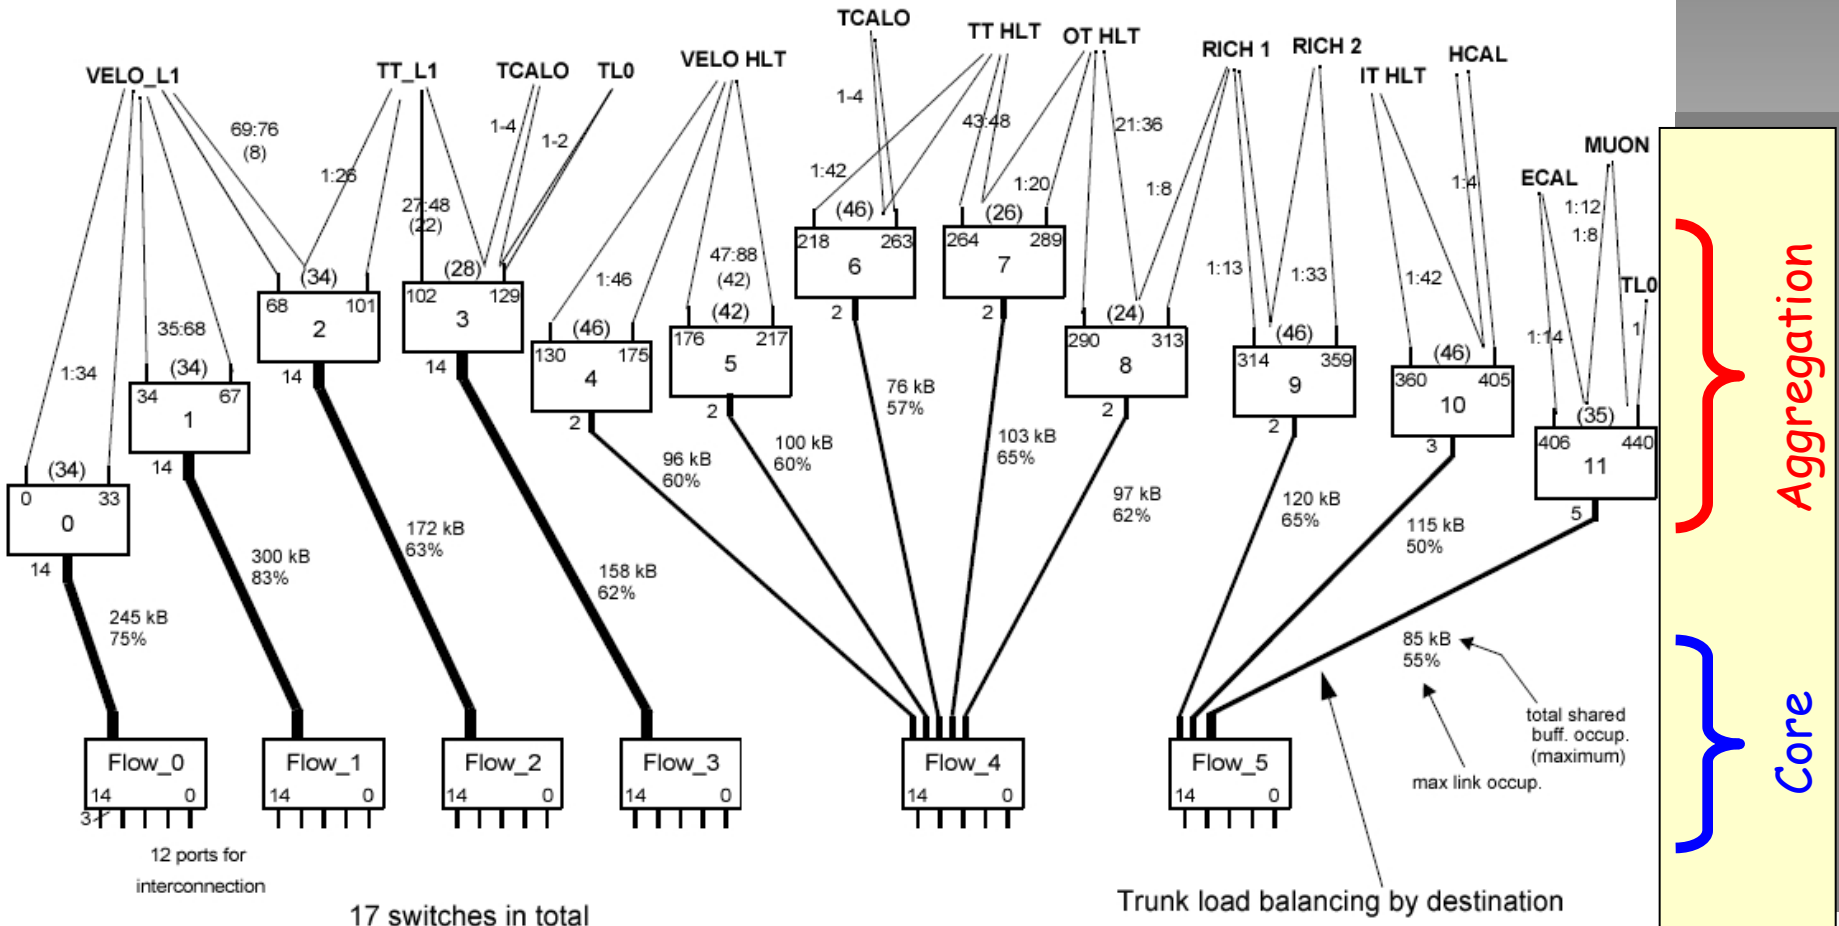 VELO_L1
TT_L1
TCALO
TL0
VELO HLT
TCALO
TT HLT
OT HLT
RICH 1
RICH 2
IT HLT
HCAL
ECAL
MUON
TL0
1:34
35:68
69:76
(8)
1:26
27:48
(22)
1-4
1-2
1:46
47:88
(42)
1:42
1-4
43:48
1:20
21:36
1:8
1:13
1:33
1:42
1:4
1:14
1:12
1:8
1
(34)
0 33
0
14
(34)
34 67
1
14
(34)
68 101
2
14
(28)
102 129
3
14
(46)
130 175
4
2
(42)
176 217
5
2
(46)
218 263
6
2
(26)
264 289
7
2
(24)
290 313
8
2
(46)
314 359
9
2
(46)
360 405
10
3
(35)
406 440
11
5
245 kB
75%
300 kB
83%
172 kB
63%
158 kB
62%
96 kB
60%
100 kB
60%
76 kB
57%
103 kB
65%
97 kB
62%
120 kB
65%
115 kB
50%
85 kB
55%
total shared
buff. occup.
(maximum)
max link occup.
Flow_0
14 0
3
Flow_1
14 0
Flow_2
14 0
Flow_3
14 0
Flow_4
14 0
Flow_5
14 0
12 ports for
interconnection
17 switches in total
Trunk load balancing by destination
Aggregation
Core